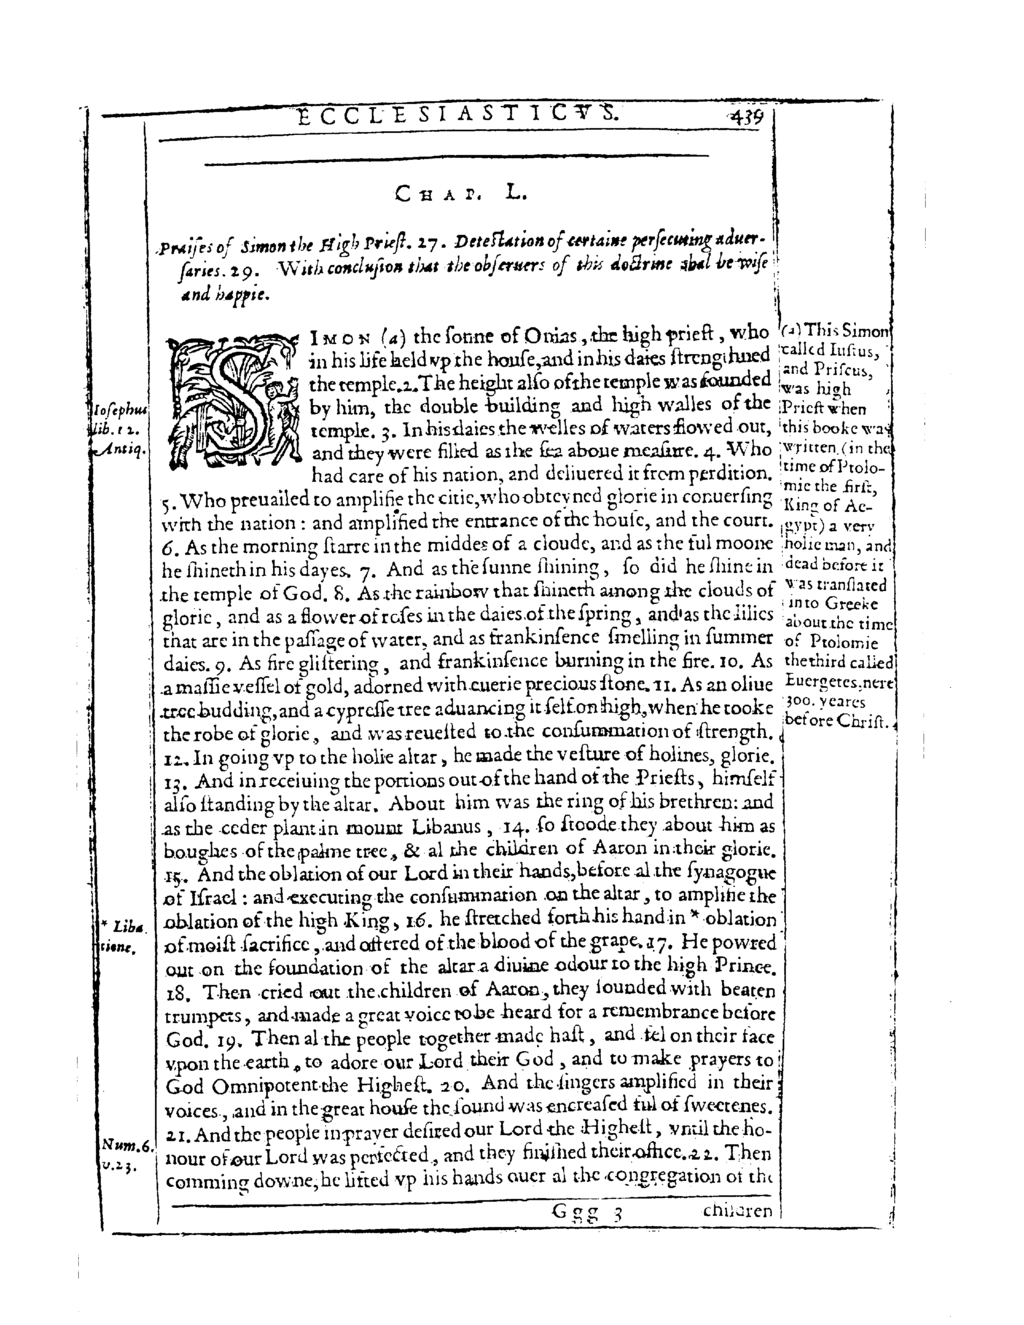 ECCLESIASTICVS. 439
CHAP. L.
Praises of Simon the High Priest. 27. Detestation of certaine persecuting aduer-
saries. 29. With conclusion that the obseruers of this doctrine shal be wise
and happie.
SIMON (a) the sonne of Onias, the high priest, who
in his life held vp the house, and in his daies strengthned
the temple. 2. The height also of the temple was founded
by him, the double building and high walles of the
temple. 3. In his daies the welles of waters flowed out,
and they were filled as the sea aboue measure. 4. Who
had care of his nation, and deliuered it from perdition.
5. Who preuailed to amplifie the citie, who obteyned glorie in conuersing
with the nation : and amplified the entrance of the house, and the court.
6. As the morning starre in the middes of a cloude, and as the ful moone
he shineth in his dayes. 7. And as the sunne shining, so did he shine in
the temple of God. 8. As the rainbow that shineth among the clouds of
glorie, and as a flower of roses in the daies of the spring, and as the lilies
that are in the passage of water, and as frankinsence smelling in summer
daies. 9. As fire glistering, and frankinsence burning in the fire. 10. As
a massie vessel of gold, adorned with euerie precious stone. 11. As an oliue
tree budding, and a cypresse tree aduancing it self on high, when he tooke
the robe of glorie, and was reuested to the consummation of strength.
12. In going vp to the holie altar, he made the vesture of holines, glorie.
13. And in receiuing the portions out of the hand of the Priests, himself
also standing by the altar. About him was the ring of his brethren: and
as the ceder plant in mount Libanus, 14. so stoode they about him as
boughes of the palme tree, & al the children of Aaron in their glorie.
15. And the oblation of our Lord in their hands, before al the synagogue
of Israel : and executing the consummation on the altar, to amplifie the
oblation of the high King, 16. he stretched forth his hand in * oblation
of moist sacrifice, and offered of the blood of the grape. 17. He powred
out on the foundation of the altar a diuine odour to the high Prince.
18. Then cried out the children of Aaron, they sounded with beaten
trumpets, and made a great voice to be heard for a remembrance before
God. 19. Then al the people together made hast, and fel on their face
vpon the earth, to adore our Lord their God, and to make prayers to
God Omnipotent the Highest. 20. And the singers amplified in their
voices, and in the great house the sound was encreased ful of sweetenes.
21. And the people in prayer desired our Lord the Highest, vntil the ho-
nour of our Lord was perfected, and they finished their office. 22. Then
comming downe, he lifted vp his hands ouer al the congregation of the
Ggg 3 children
Iosephus
lib. 12.
Antiq.
* Liba
tione.
Num. 6.
v. 23.
(a) This Simon
called Iustus,
and Priscus,
was high
Priest when
this booke was
written (in the
time of Ptolo-
mie the first,
King of Ae-
gypt) a very
holie man, and
dead before it
was translated
into Greeke
about the time
of Ptolomie
the third called
Euergetes, nere
300. yeares
before Christ.